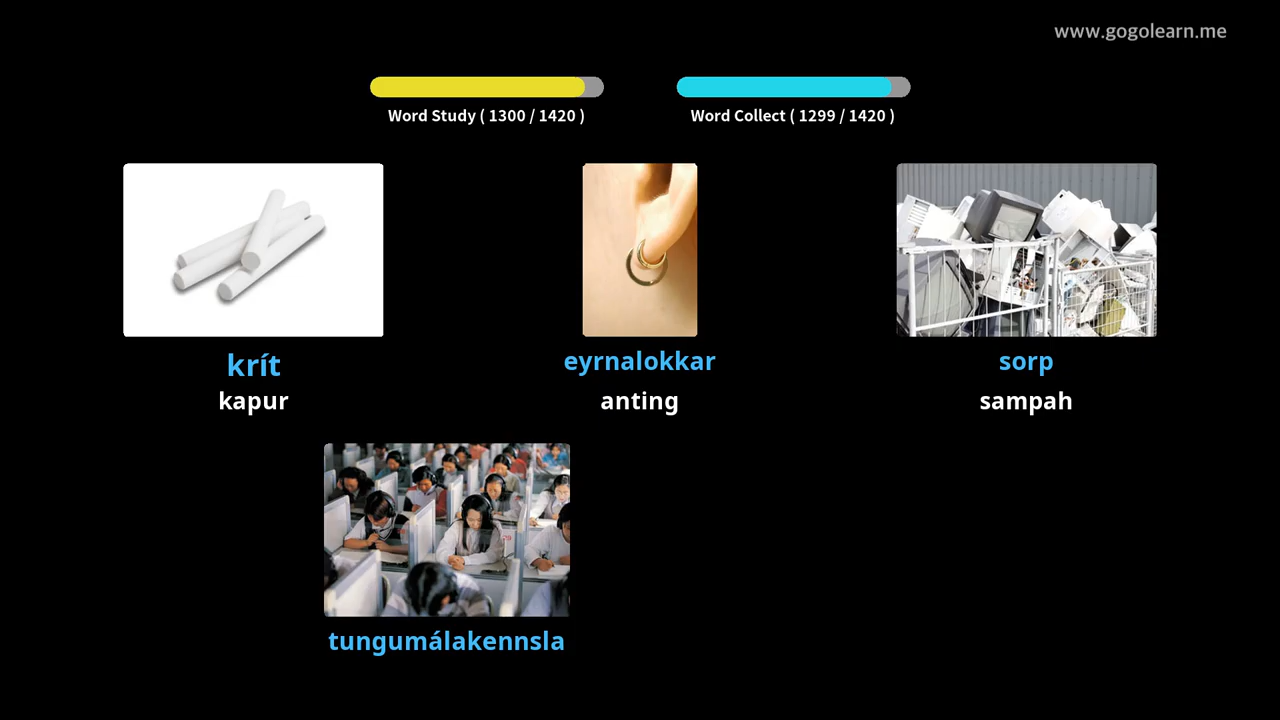 www.gogolearn.me
Word Study ( 1300 / 1420 )
Word Collect ( 1299 / 1420 )
krít
eyrnalokkar
sorp
kapur
anting
sampah
tungumálakennsla